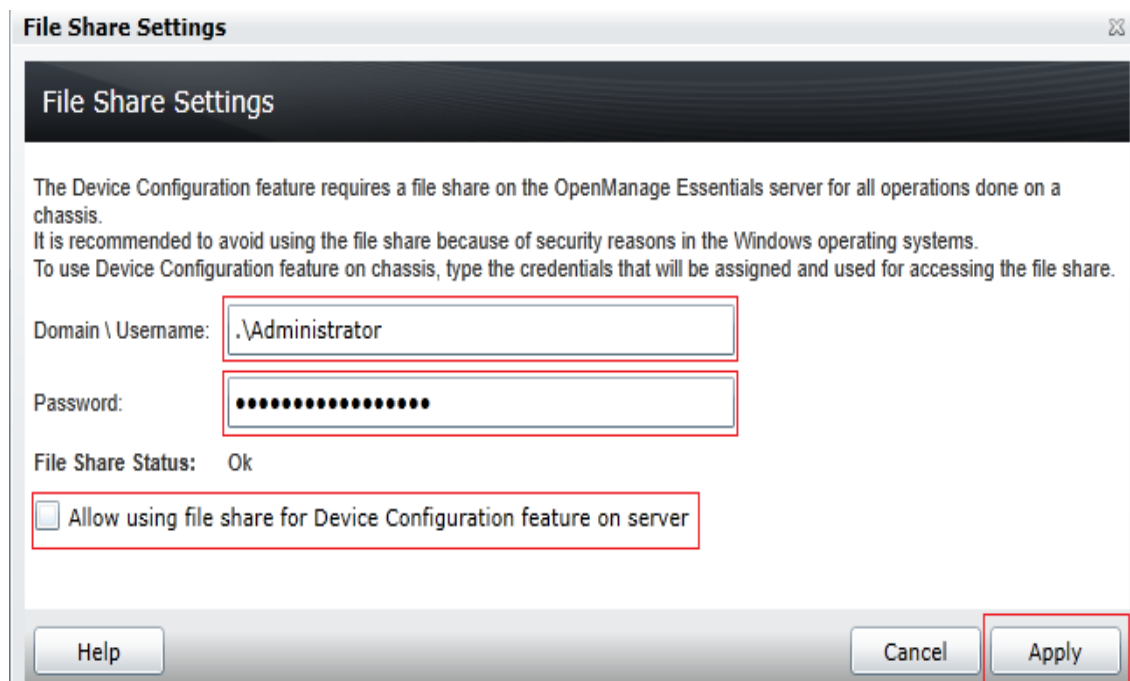 File Share Settings
File Share Settings
The Device Configuration feature requires a file share on the OpenManage Essentials server for all operations done on a
chassis.
It is recommended to avoid using the file share because of security reasons in the Windows operating systems.
To use Device Configuration feature on chassis, type the credentials that will be assigned and used for accessing the file share.
Domain \ Username: .\Administrator
Password: •••••••••••••••••
File Share Status: Ok
Allow using file share for Device Configuration feature on server
Help Cancel Apply